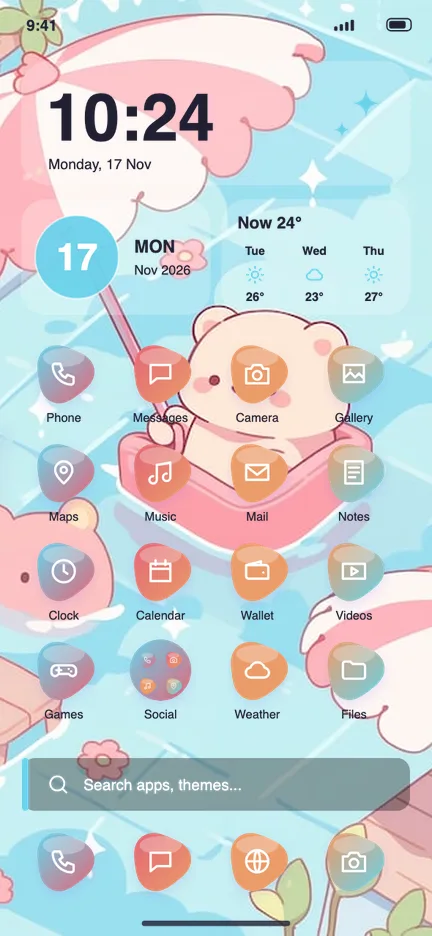 9:41
10:24
Monday, 17 Nov
17
MON
Nov 2026
Now 24°
Tue Wed Thu
26° 23° 27°
Phone Messages Camera Gallery
Maps Music Mail Notes
Clock Calendar Wallet Videos
Games Social Weather Files
Search apps, themes...